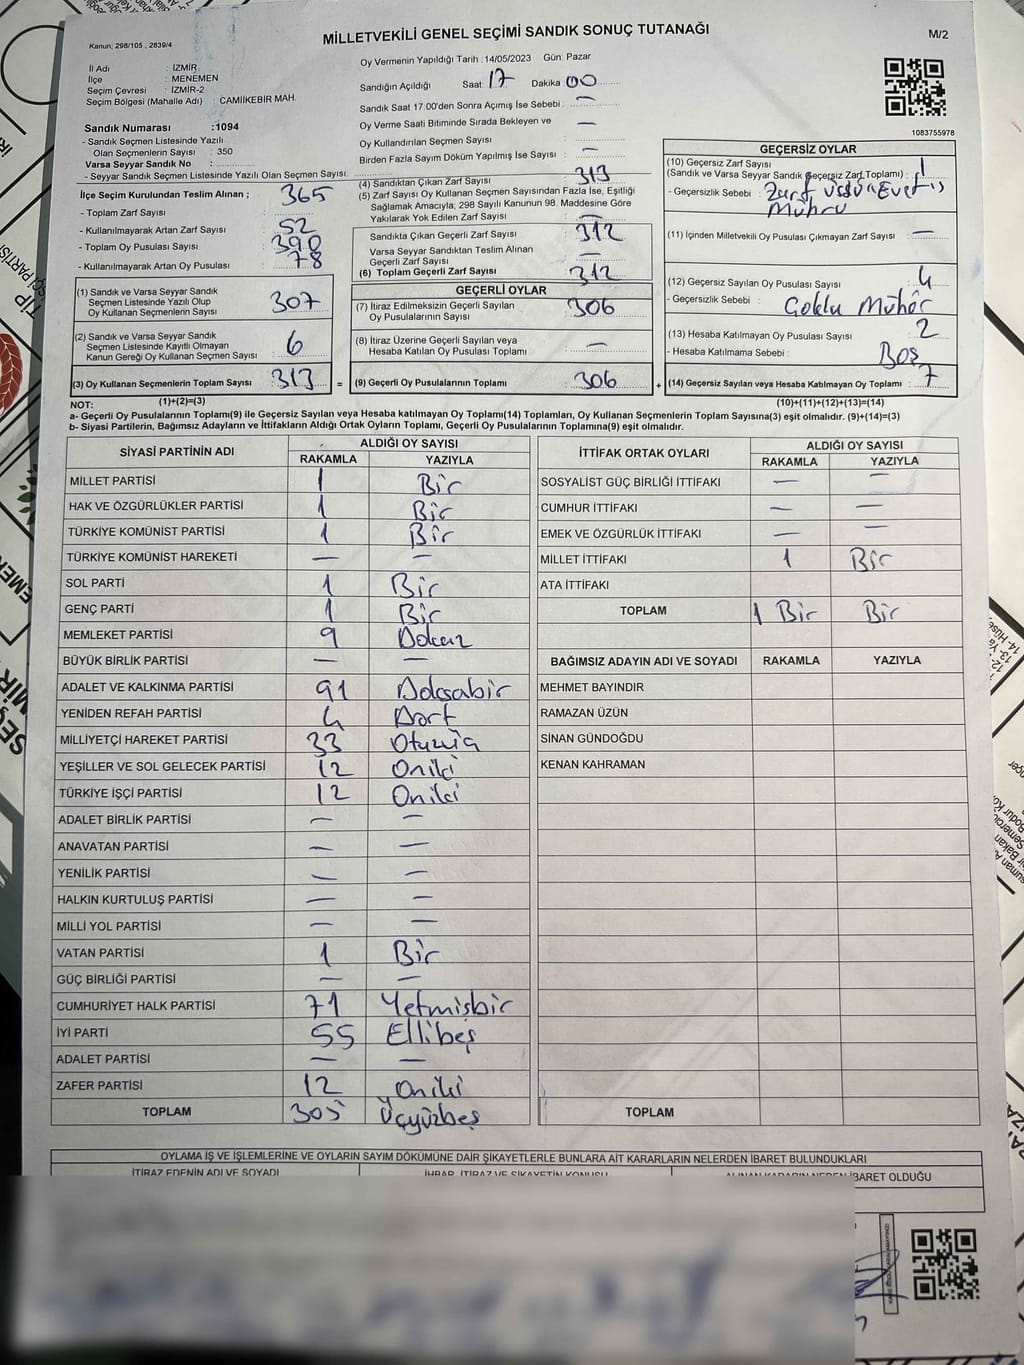 MİLLETVEKİLİ GENEL SEÇİMİ SANDIK SONUÇ TUTANAĞI
M/2
Kanun; 298/105 , 2839/4
İl Adı : İZMİR
İlçe : MENEMEN
Seçim Çevresi : İZMİR-2
Seçim Bölgesi (Mahalle Adı) : CAMİİKEBİR MAH.
Sandık Numarası :1094
- Sandık Seçmen Listesinde Yazılı
Olan Seçmenlerin Sayısı : 350
Varsa Seyyar Sandık No :
- Seyyar Sandık Seçmen Listesinde Yazılı Olan Seçmen Sayısı:
Oy Vermenin Yapıldığı Tarih : 14/05/2023 Gün: Pazar
Sandığın Açıldığı Saat: 17 Dakika : 00
Sandık Saat 17:00'den Sonra Açımış İse Sebebi : —
Oy Verme Saati Bitiminde Sırada Bekleyen ve —
Oy Kullandırılan Seçmen Sayısı :
Birden Fazla Sayım Döküm Yapılmış İse Sayısı : —
1083755978
İlçe Seçim Kurulundan Teslim Alınan ; 365
- Toplam Zarf Sayısı :
- Kullanılmayarak Artan Zarf Sayısı : 52
- Toplam Oy Pusulası Sayısı : 390
- Kullanılmayarak Artan Oy Pusulası : 78
(1) Sandık ve Varsa Seyyar Sandık
Seçmen Listesinde Yazılı Olup
Oy Kullanan Seçmenlerin Sayısı : 307
(2) Sandık ve Varsa Seyyar Sandık
Seçmen Listesinde Kayıtlı Olmayan
Kanun Gereği Oy Kullanan Seçmen Sayısı : 6
(3) Oy Kullanan Seçmenlerin Toplam Sayısı : 313 =
(1)+(2)=(3)
(4) Sandıktan Çıkan Zarf Sayısı : 313
(5) Zarf Sayısı Oy Kullanan Seçmen Sayısından Fazla İse, Eşitliği
Sağlamak Amacıyla; 298 Sayılı Kanunun 98. Maddesine Göre
Yakılarak Yok Edilen Zarf Sayısı : —
Sandıkta Çıkan Geçerli Zarf Sayısı : 312
Varsa Seyyar Sandıktan Teslim Alınan
Geçerli Zarf Sayısı : —
(6) Toplam Geçerli Zarf Sayısı : 312
GEÇERLİ OYLAR
(7) İtiraz Edilmeksizin Geçerli Sayılan
Oy Pusulalarının Sayısı : 306
(8) İtiraz Üzerine Geçerli Sayılan veya
Hesaba Katılan Oy Pusulası Toplamı : —
(9) Geçerli Oy Pusulalarının Toplamı : 306 +
GEÇERSİZ OYLAR
(10) Geçersiz Zarf Sayısı
(Sandık ve Varsa Seyyar Sandık Geçersiz Zarf Toplamı) : 1
- Geçersizlik Sebebi : Zarf üstün Evet
Mührü
(11) İçinden Milletvekili Oy Pusulası Çıkmayan Zarf Sayısı : —
(12) Geçersiz Sayılan Oy Pusulası Sayısı : 4
- Geçersizlik Sebebi : Çoklu Mühür
(13) Hesaba Katılmayan Oy Pusulası Sayısı : 2
- Hesaba Katılmama Sebebi : Boş
(14) Geçersiz Sayılan veya Hesaba Katılmayan Oy Toplamı : 7
(10)+(11)+(12)+(13)=(14)
NOT:
a- Geçerli Oy Pusulalarının Toplamı(9) ile Geçersiz Sayılan veya Hesaba katılmayan Oy Toplamı(14) Toplamları, Oy Kullanan Seçmenlerin Toplam Sayısına(3) eşit olmalıdır. (9)+(14)=(3)
b- Siyasi Partilerin, Bağımsız Adayların ve İttifakların Aldığı Ortak Oyların Toplamı, Geçerli Oy Pusulalarının Toplamına(9) eşit olmalıdır.
SİYASİ PARTİNİN ADI ALDIĞI OY SAYISI
RAKAMLA YAZIYLA
MİLLET PARTİSİ 1 Bir
HAK VE ÖZGÜRLÜKLER PARTİSİ 1 Bir
TÜRKİYE KOMÜNİST PARTİSİ 1 Bir
TÜRKİYE KOMÜNİST HAREKETİ — —
SOL PARTİ 1 Bir
GENÇ PARTİ 1 Bir
MEMLEKET PARTİSİ 9 Dokuz
BÜYÜK BİRLİK PARTİSİ — —
ADALET VE KALKINMA PARTİSİ 91 Doksabir
YENİDEN REFAH PARTİSİ 4 Dört
MİLLİYETÇİ HAREKET PARTİSİ 33 Otuzüç
YEŞİLLER VE SOL GELECEK PARTİSİ 12 Oniki
TÜRKİYE İŞÇİ PARTİSİ 12 Oniki
ADALET BİRLİK PARTİSİ — —
ANAVATAN PARTİSİ — —
YENİLİK PARTİSİ — —
HALKIN KURTULUŞ PARTİSİ — —
MİLLİ YOL PARTİSİ — —
VATAN PARTİSİ 1 Bir
GÜÇ BİRLİĞİ PARTİSİ — —
CUMHURİYET HALK PARTİSİ 71 Yetmişbir
İYİ PARTİ 55 Ellibeş
ADALET PARTİSİ — —
ZAFER PARTİSİ 12 Oniki
TOPLAM 305 Üçyüzbeş
İTTİFAK ORTAK OYLARI ALDIĞI OY SAYISI
RAKAMLA YAZIYLA
SOSYALİST GÜÇ BİRLİĞİ İTTİFAKI — —
CUMHUR İTTİFAKI — —
EMEK VE ÖZGÜRLÜK İTTİFAKI — —
MİLLET İTTİFAKI 1 Bir
ATA İTTİFAKI
TOPLAM 1 Bir Bir
BAĞIMSIZ ADAYIN ADI VE SOYADI RAKAMLA YAZIYLA
MEHMET BAYINDIR
RAMAZAN ÜZÜN
SİNAN GÜNDOĞDU
KENAN KAHRAMAN
TOPLAM
OYLAMA İŞ VE İŞLEMLERİNE VE OYLARIN SAYIM DÖKÜMÜNE DAİR ŞİKAYETLERLE BUNLARA AİT KARARLARIN NELERDEN İBARET BULUNDUKLARI
İTİRAZ EDENİN ADI VE SOYADI İHBAR, İTİRAZ VE ŞİKAYETİN KONUSU ALINAN KARARIN NEDEN İBARET OLDUĞU